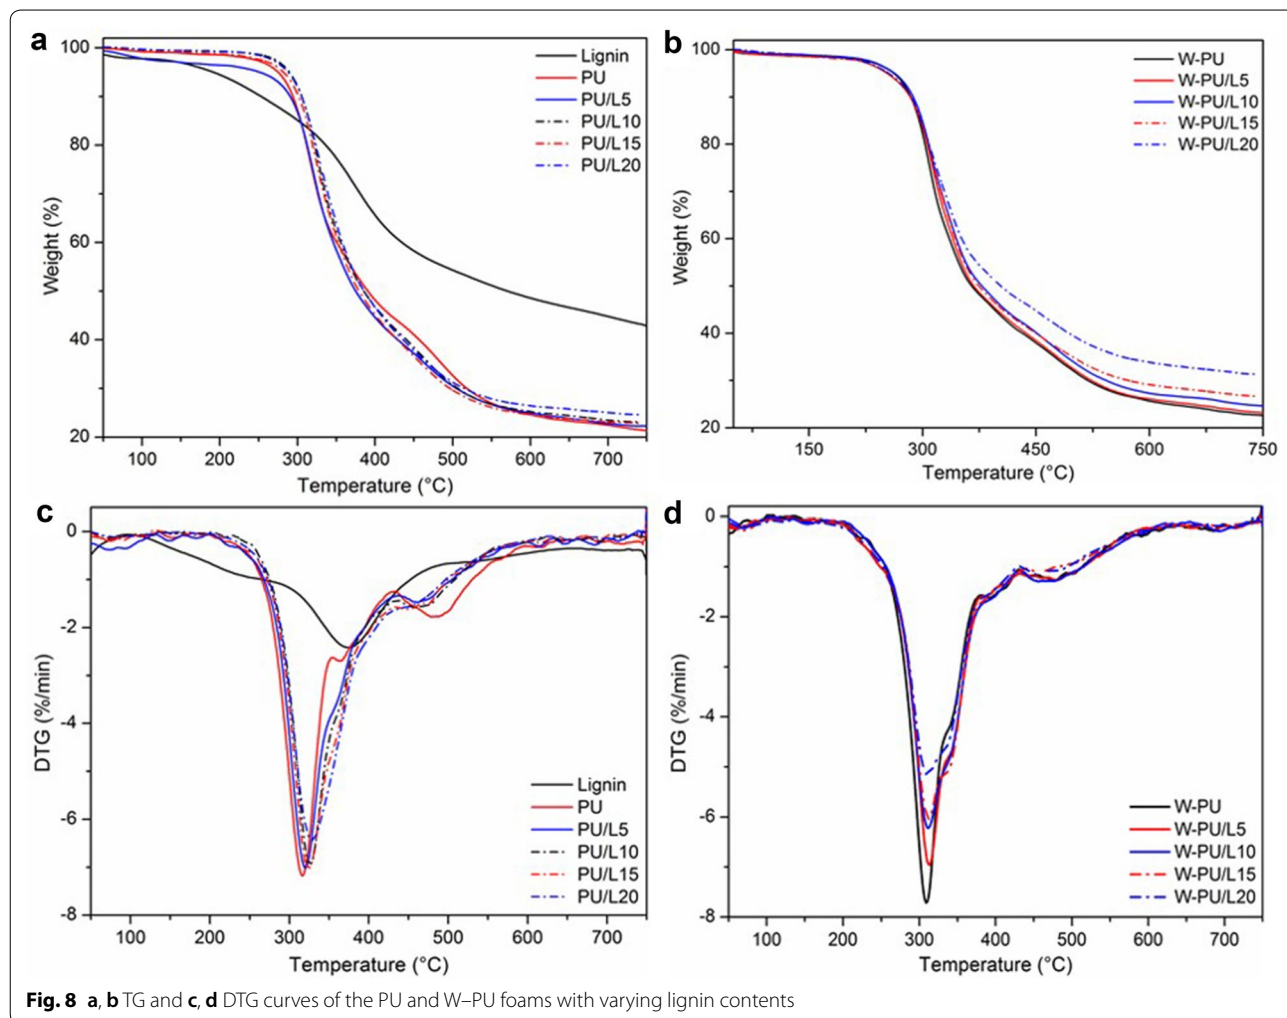 a
100
80
60
40
20
Weight (%)
100 200 300 400 500 600 700
Temperature (°C)
Lignin
PU
PU/L5
PU/L10
PU/L15
PU/L20
b
100
80
60
40
20
Weight (%)
150 300 450 600 750
Temperature (°C)
W-PU
W-PU/L5
W-PU/L10
W-PU/L15
W-PU/L20
c
0
-2
-4
-6
-8
DTG (%/min)
100 200 300 400 500 600 700
Temperature (°C)
Lignin
PU
PU/L5
PU/L10
PU/L15
PU/L20
d
0
-2
-4
-6
-8
DTG (%/min)
100 200 300 400 500 600 700
Temperature (°C)
W-PU
W-PU/L5
W-PU/L10
W-PU/L15
W-PU/L20
Fig. 8 a, b TG and c, d DTG curves of the PU and W–PU foams with varying lignin contents